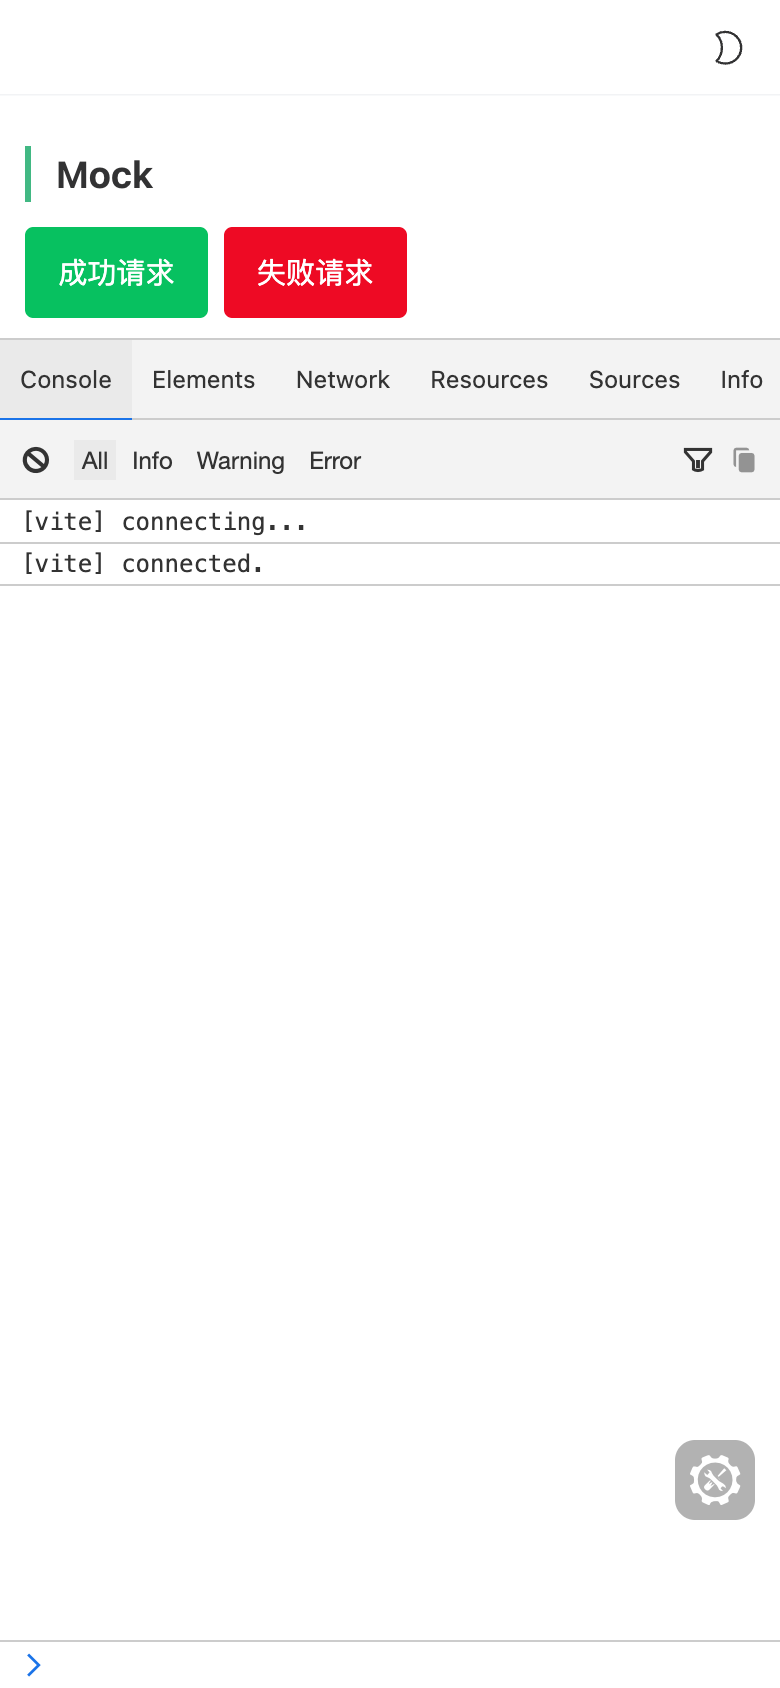 Mock
成功请求 失败请求
Console Elements Network Resources Sources Info
All Info Warning Error
[vite] connecting...
[vite] connected.